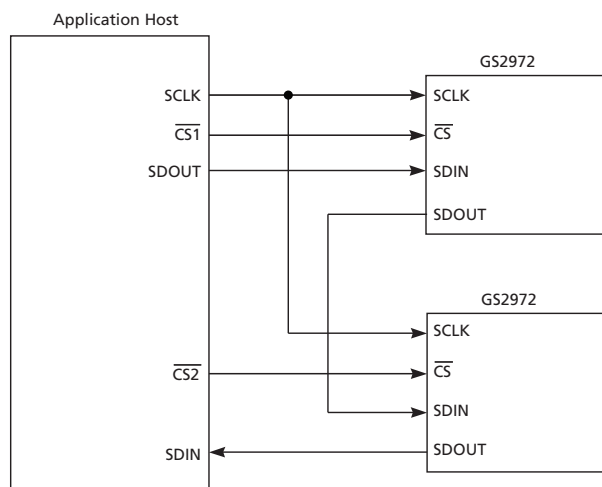 Application Host
SCLK
CS1
SDOUT
CS2
SDIN
GS2972
SCLK
CS
SDIN
SDOUT
GS2972
SCLK
CS
SDIN
SDOUT